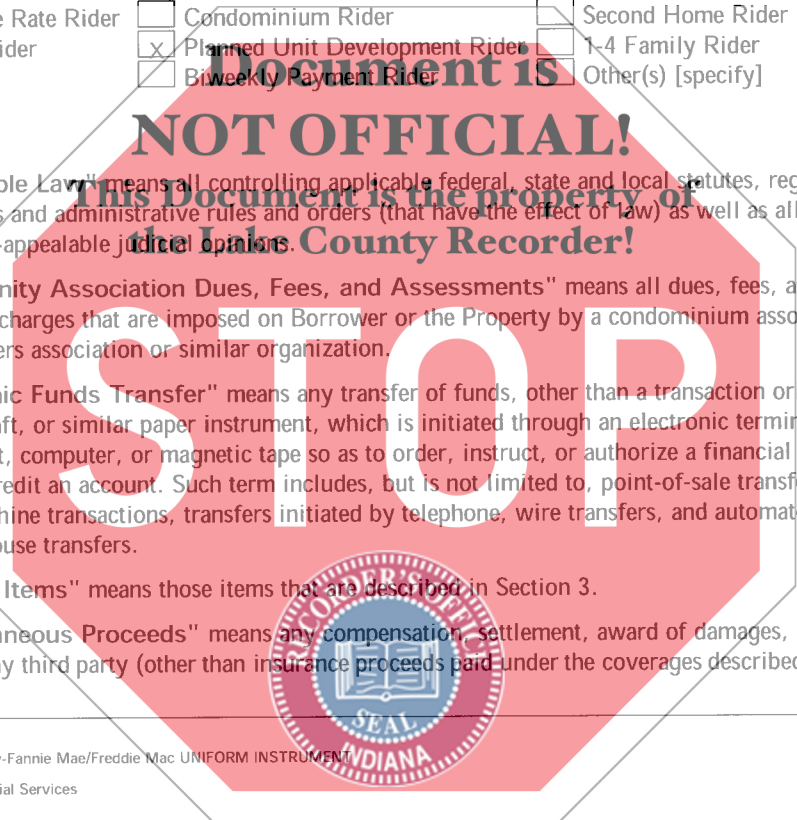 e Rate Rider Condominium Rider Second Home Rider
ider x Planned Unit Development Rider 1-4 Family Rider
Biweekly Payment Rider Other(s) [specify]
Document is
NOT OFFICIAL!
This Document is the property of
the Lake County Recorder!
ble Law" means all controlling applicable federal, state and local statutes, reg
s and administrative rules and orders (that have the effect of law) as well as all
-appealable judicial opinions.
nity Association Dues, Fees, and Assessments" means all dues, fees, a
charges that are imposed on Borrower or the Property by a condominium asso
ers association or similar organization.
ic Funds Transfer" means any transfer of funds, other than a transaction or
ft, or similar paper instrument, which is initiated through an electronic termin
t, computer, or magnetic tape so as to order, instruct, or authorize a financial
redit an account. Such term includes, but is not limited to, point-of-sale transf
hine transactions, transfers initiated by telephone, wire transfers, and automat
ouse transfers.
STOP
Items" means those items that are described in Section 3.
neous Proceeds" means any compensation, settlement, award of damages,
ny third party (other than insurance proceeds paid under the coverages described
RECORDER'S OFFICE
SEAL
INDIANA
y-Fannie Mae/Freddie Mac UNIFORM INSTRUMENT
ial Services